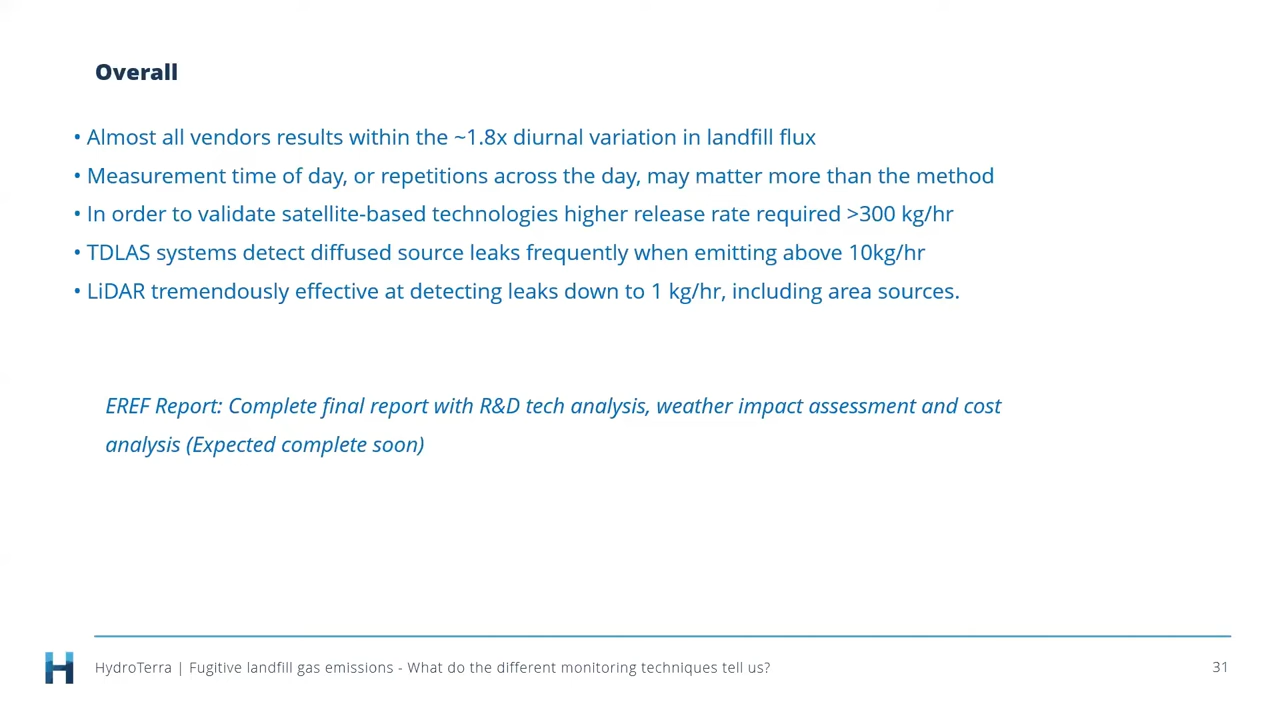 Overall
• Almost all vendors results within the ~1.8x diurnal variation in landfill flux
• Measurement time of day, or repetitions across the day, may matter more than the method
• In order to validate satellite-based technologies higher release rate required >300 kg/hr
• TDLAS systems detect diffused source leaks frequently when emitting above 10kg/hr
• LiDAR tremendously effective at detecting leaks down to 1 kg/hr, including area sources.
EREF Report: Complete final report with R&D tech analysis, weather impact assessment and cost
analysis (Expected complete soon)
HydroTerra | Fugitive landfill gas emissions - What do the different monitoring techniques tell us?
31